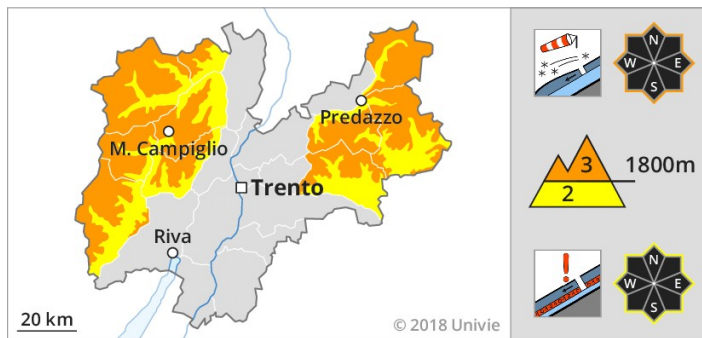 M. Campiglio
Predazzo
Trento
Riva
20 km
© 2018 Univie
N
W E
S
3 1800m
2
N
W E
S